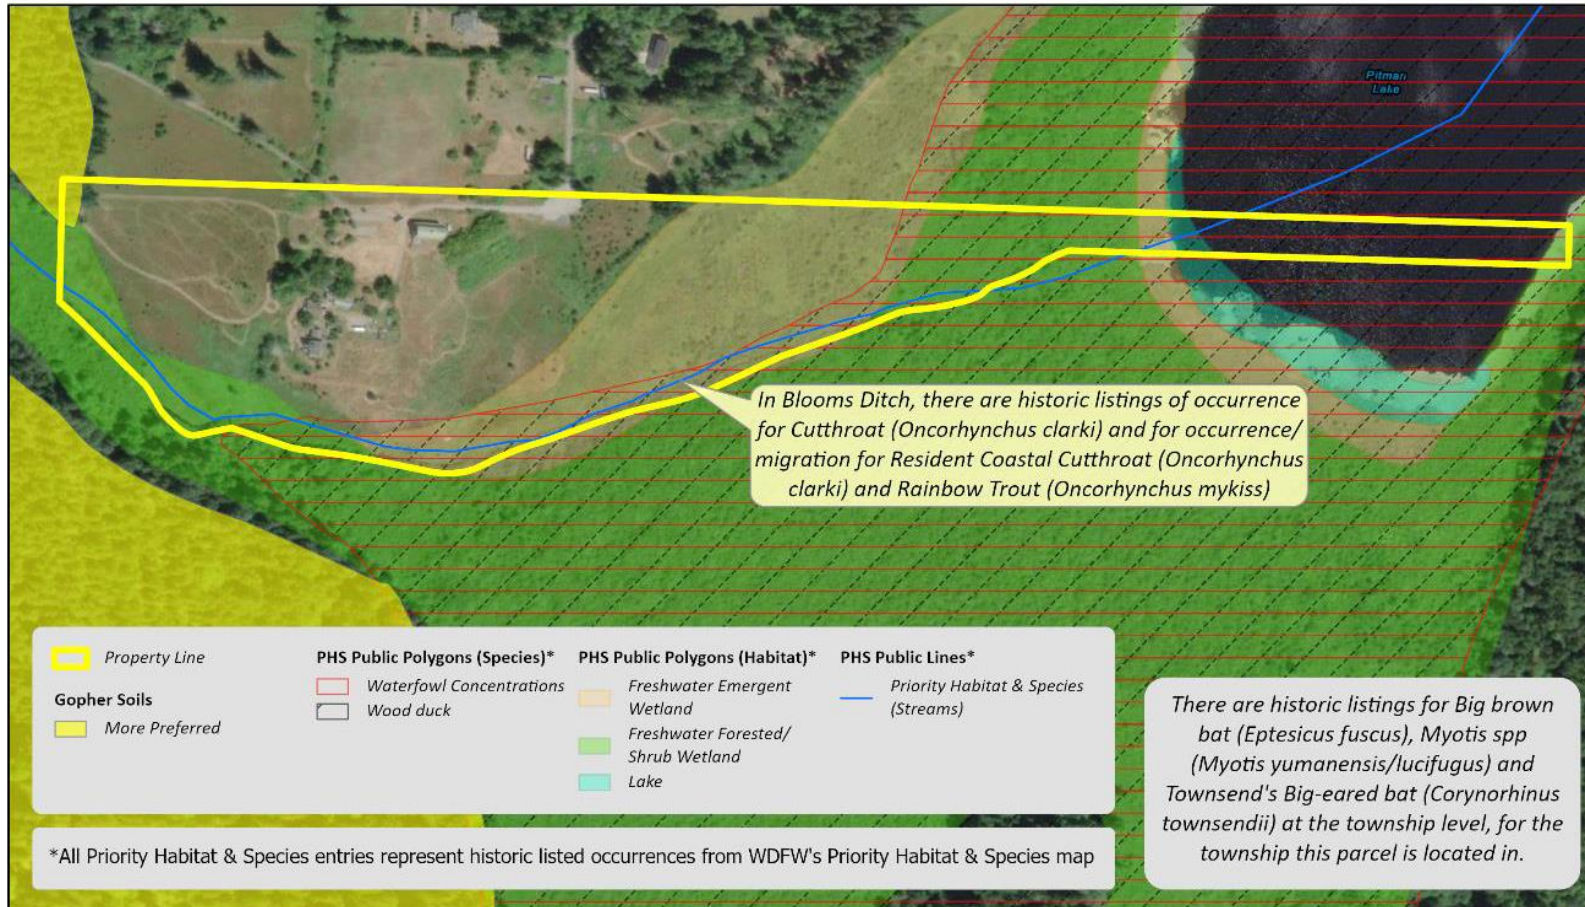 Pitman
Lake
In Blooms Ditch, there are historic listings of occurrence
for Cutthroat (Oncorhynchus clarki) and for occurrence/
migration for Resident Coastal Cutthroat (Oncorhynchus
clarki) and Rainbow Trout (Oncorhynchus mykiss)
Property Line
Gopher Soils
More Preferred
PHS Public Polygons (Species)*
Waterfowl Concentrations
Wood duck
PHS Public Polygons (Habitat)*
Freshwater Emergent
Wetland
Freshwater Forested/
Shrub Wetland
Lake
PHS Public Lines*
Priority Habitat & Species
(Streams)
There are historic listings for Big brown
bat (Eptesicus fuscus), Myotis spp
(Myotis yumanensis/lucifugus) and
Townsend's Big-eared bat (Corynorhinus
townsendii) at the township level, for the
township this parcel is located in.
*All Priority Habitat & Species entries represent historic listed occurrences from WDFW's Priority Habitat & Species map